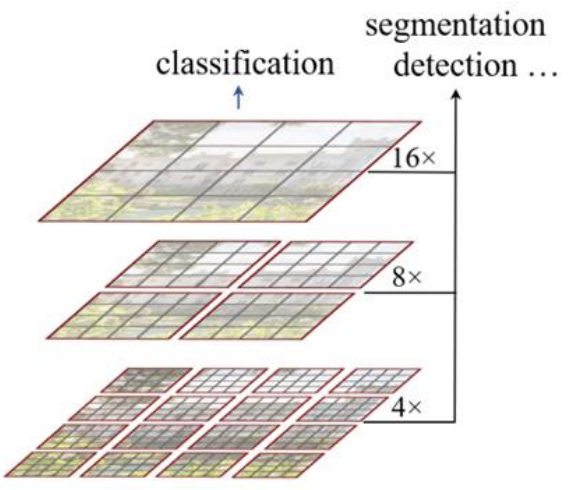 segmentation
classification
detection ...
16×
8×
4×